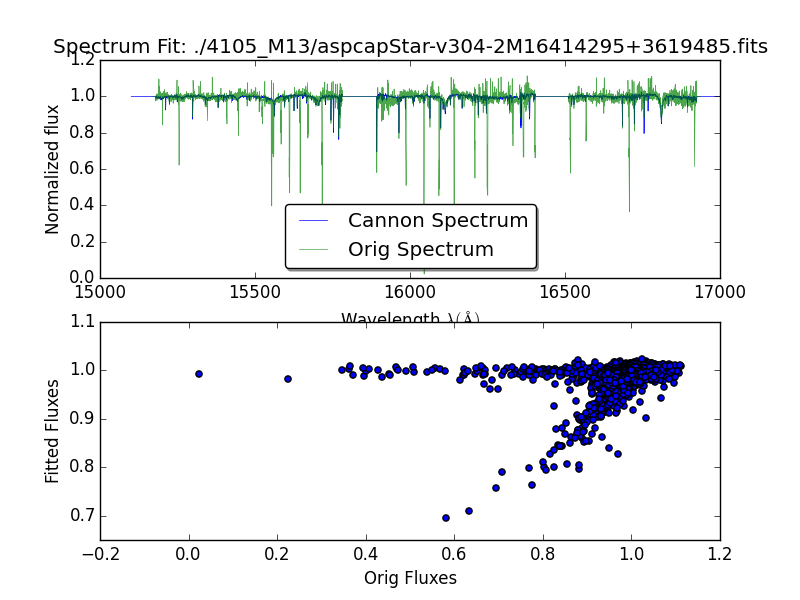 Spectrum Fit: ./4105_M13/aspcapStar-v304-2M16414295+3619485.fits
1.2
1.0
0.8
0.6
0.4
0.2
0.0
Normalized flux
Cannon Spectrum
Orig Spectrum
15000 15500 16000 16500 17000
Wavelength λ(Å)
1.1
1.0
0.9
0.8
0.7
Fitted Fluxes
−0.2 0.0 0.2 0.4 0.6 0.8 1.0 1.2
Orig Fluxes